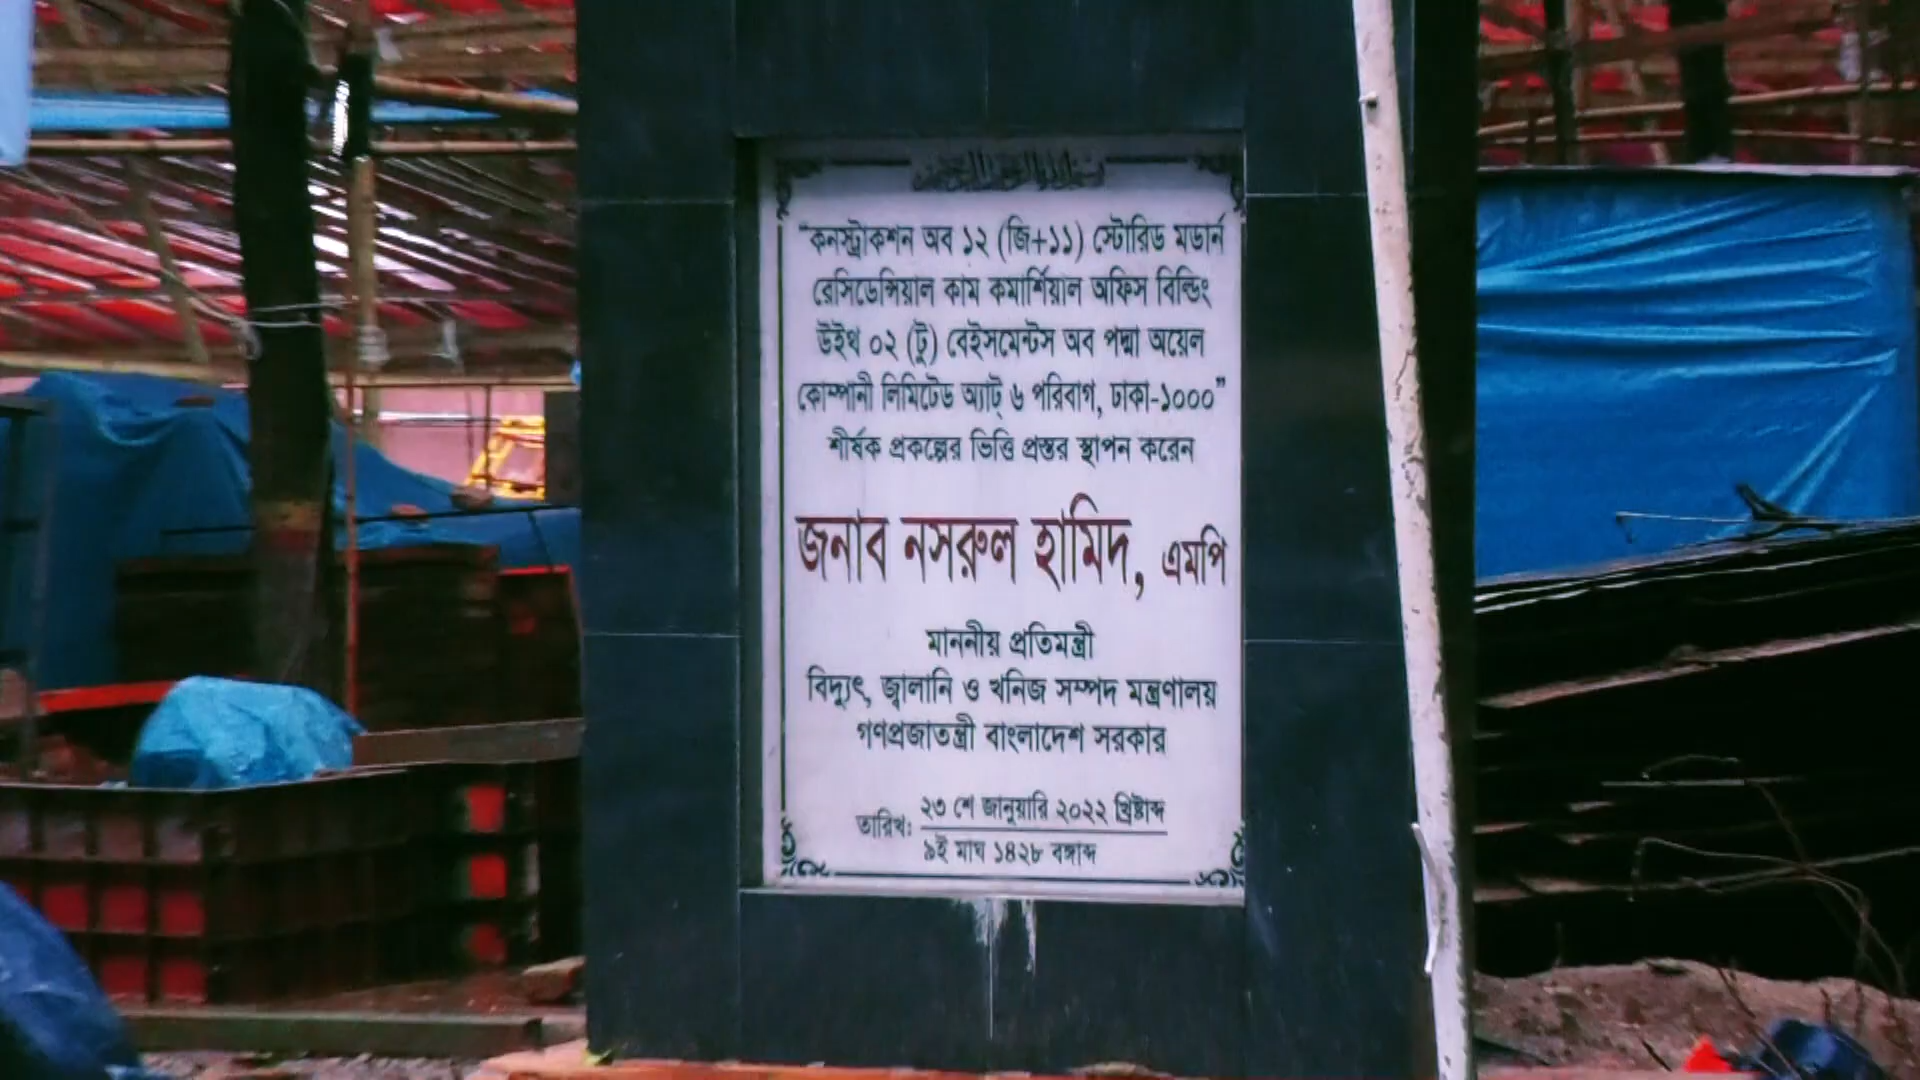 “কনস্ট্রাকশন অব ১২ (জি+১১) স্টোরিড মডার্ন
রেসিডেন্সিয়াল কাম কমার্শিয়াল অফিস বিল্ডিং
উইথ ০২ (টু) বেইসমেন্টস অব পদ্মা অয়েল
কোম্পানী লিমিটেড অ্যাট্ ৬ পরিবাগ, ঢাকা-১০০০”
শীর্ষক প্রকল্পের ভিত্তি প্রস্তর স্থাপন করেন
জনাব নসরুল হামিদ, এমপি
মাননীয় প্রতিমন্ত্রী
বিদ্যুৎ, জ্বালানি ও খনিজ সম্পদ মন্ত্রণালয়
গণপ্রজাতন্ত্রী বাংলাদেশ সরকার
তারিখ: ২৩ শে জানুয়ারি ২০২২ খ্রিষ্টাব্দ
৯ই মাঘ ১৪২৮ বঙ্গাব্দ